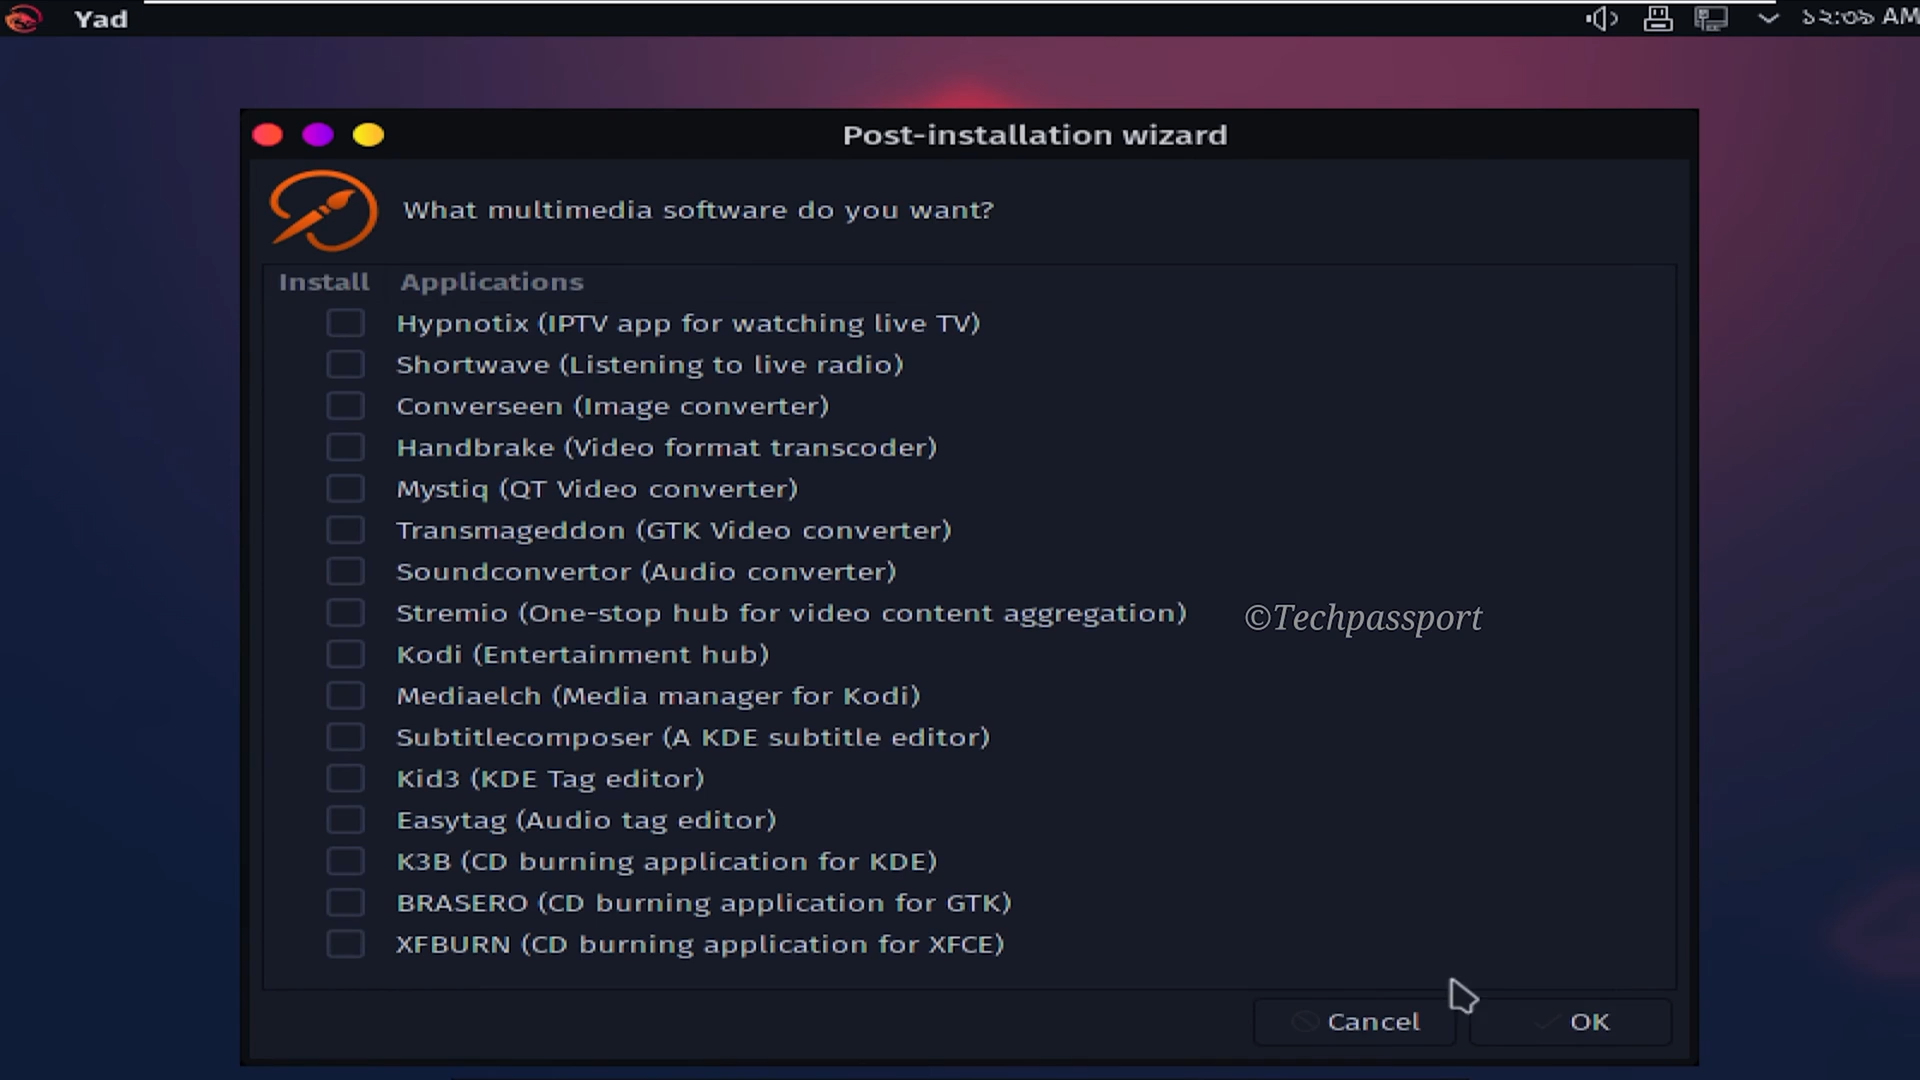 Yad
১২:০৯ AM
Post-installation wizard
What multimedia software do you want?
Install Applications
Hypnotix (IPTV app for watching live TV)
Shortwave (Listening to live radio)
Converseen (Image converter)
Handbrake (Video format transcoder)
Mystiq (QT Video converter)
Transmageddon (GTK Video converter)
Soundconvertor (Audio converter)
Stremio (One-stop hub for video content aggregation)
©Techpassport
Kodi (Entertainment hub)
Mediaelch (Media manager for Kodi)
Subtitlecomposer (A KDE subtitle editor)
Kid3 (KDE Tag editor)
Easytag (Audio tag editor)
K3B (CD burning application for KDE)
BRASERO (CD burning application for GTK)
XFBURN (CD burning application for XFCE)
Cancel OK